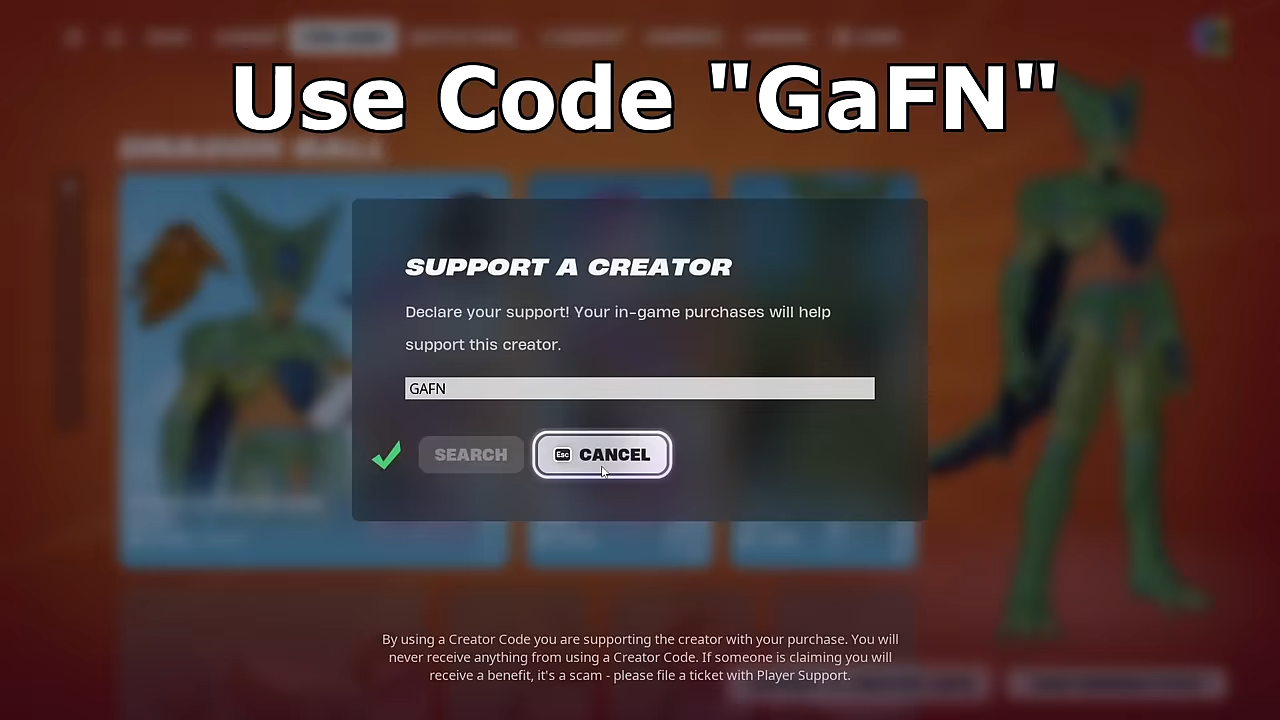 Use Code "GaFN"
SUPPORT A CREATOR
Declare your support! Your in-game purchases will help
support this creator.
GAFN
SEARCH
Esc CANCEL
By using a Creator Code you are supporting the creator with your purchase. You will
never receive anything from using a Creator Code. If someone is claiming you will
receive a benefit, it's a scam - please file a ticket with Player Support.